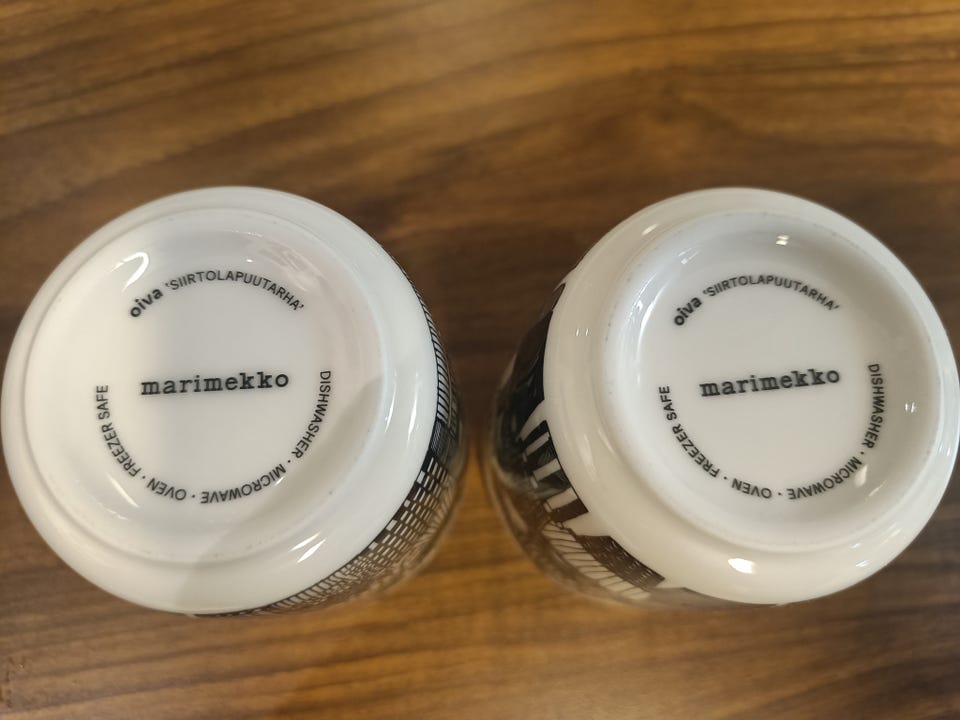 oiva 'SIIRTOLAPUUTARHA'
marimekko
DISHWASHER · MICROWAVE · OVEN · FREEZER SAFE
oiva 'SIIRTOLAPUUTARHA'
marimekko
DISHWASHER · MICROWAVE · OVEN · FREEZER SAFE